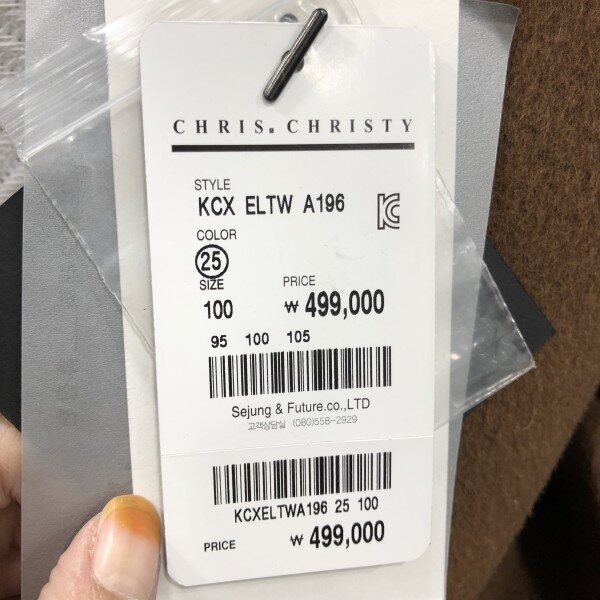 CHRIS. CHRISTY
STYLE
KCX ELTW A196
COLOR
25
SIZE
PRICE
100
₩ 499,000
95 100 105
Sejung & Future.co.,LTD
고객상담실 (080)558-2929
KCXELTWA196 25 100
PRICE ₩ 499,000